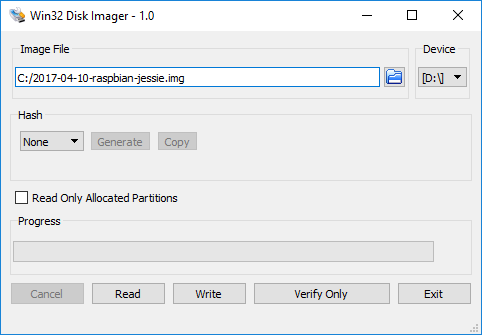 Win32 Disk Imager - 1.0
Image File
Device
C:/2017-04-10-raspbian-jessie.img
[D:\]
Hash
None
Generate
Copy
Read Only Allocated Partitions
Progress
Cancel
Read
Write
Verify Only
Exit